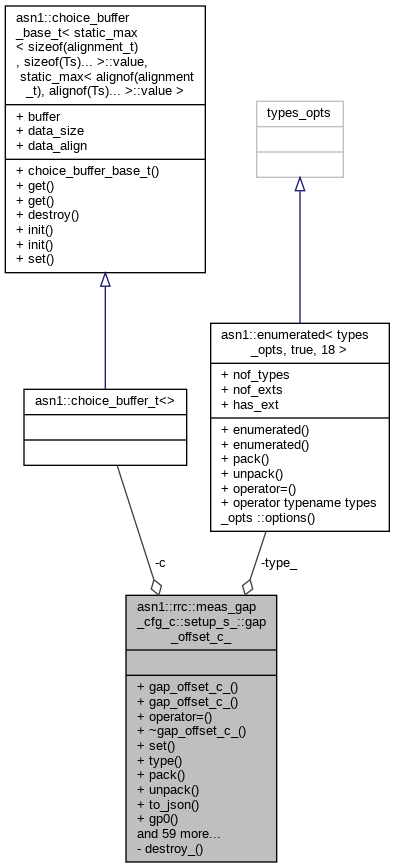 asn1::choice_buffer
_base_t< static_max
< sizeof(alignment_t)
, sizeof(Ts)... >::value,
static_max< alignof(alignment
_t), alignof(Ts)... >::value >
+ buffer
+ data_size
+ data_align
+ choice_buffer_base_t()
+ get()
+ get()
+ destroy()
+ init()
+ init()
+ set()
types_opts
asn1::enumerated< types
_opts, true, 18 >
+ nof_types
+ nof_exts
+ has_ext
+ enumerated()
+ enumerated()
+ pack()
+ unpack()
+ operator=()
+ operator typename types
_opts ::options()
asn1::choice_buffer_t<>
-c
-type_
asn1::rrc::meas_gap
_cfg_c::setup_s_::gap
_offset_c_
+ gap_offset_c_()
+ gap_offset_c_()
+ operator=()
+ ~gap_offset_c_()
+ set()
+ type()
+ pack()
+ unpack()
+ to_json()
+ gp0()
and 59 more...
- destroy_()